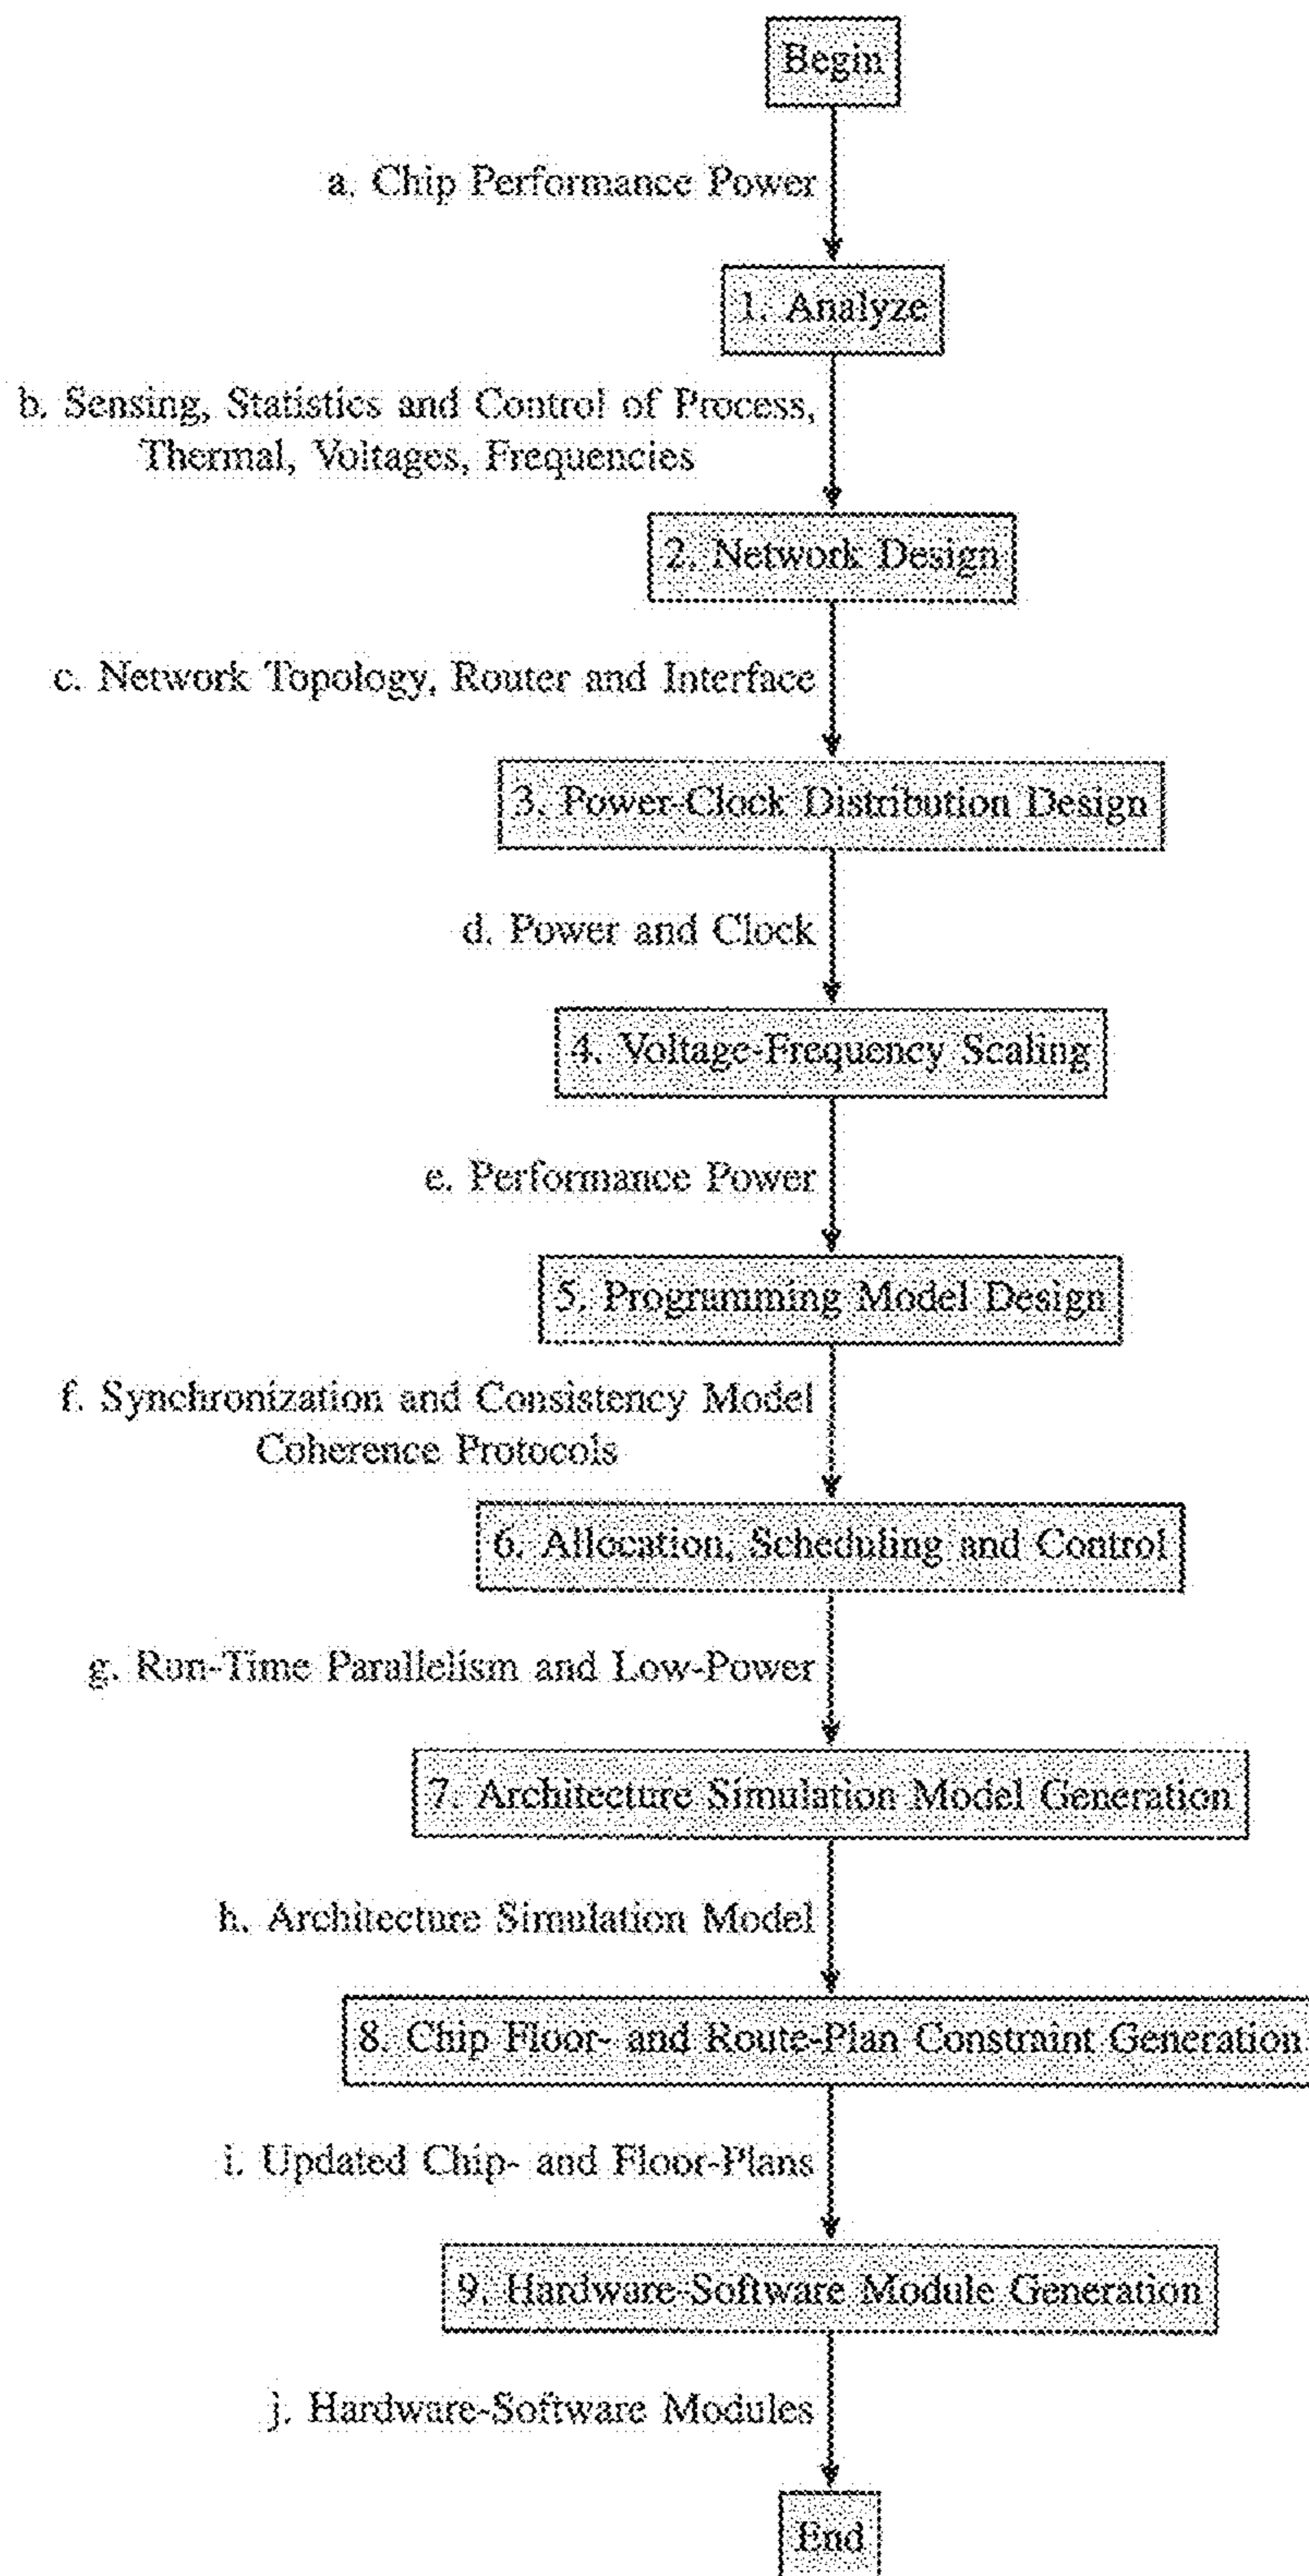 Begin
a. Chip Performance Power
1. Analyze
b. Sensing, Statistics and Control of Process,
Thermal, Voltages, Frequencies
2. Network Design
c. Network Topology, Router and Interface
3. Power-Clock Distribution Design
d. Power and Clock
4. Voltage-Frequency Scaling
e. Performance Power
5. Programming Model Design
f. Synchronization and Consistency Model
Coherence Protocols
6. Allocation, Scheduling and Control
g. Run-Time Parallelism and Low-Power
7. Architecture Simulation Model Generation
h. Architecture Simulation Model
8. Chip Floor- and Route-Plan Constraint Generation
i. Updated Chip- and Floor-Plans
9. Hardware-Software Module Generation
j. Hardware-Software Modules
End